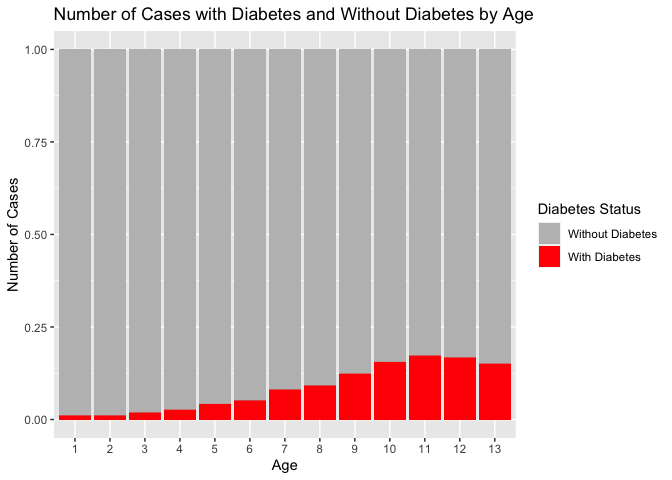 Number of Cases with Diabetes and Without Diabetes by Age
Number of Cases
1.00
0.75
0.50
0.25
0.00
1 2 3 4 5 6 7 8 9 10 11 12 13
Age
Diabetes Status
Without Diabetes
With Diabetes